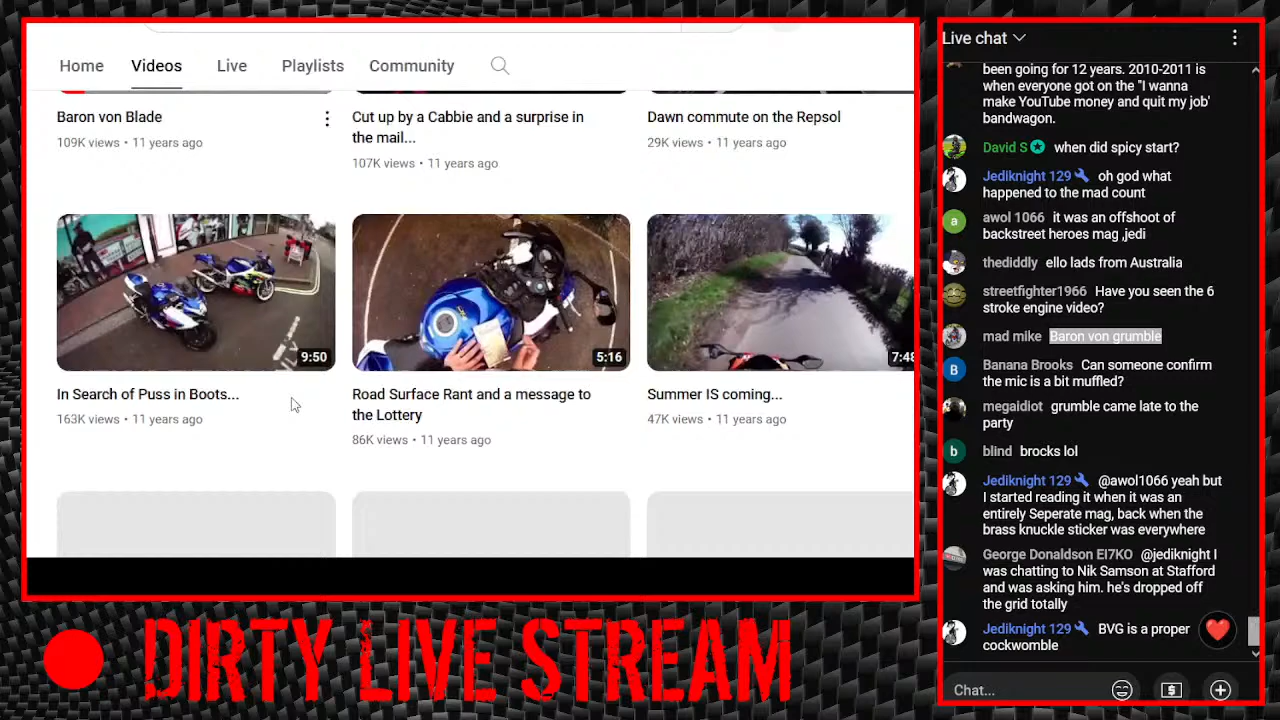 Home Videos Live Playlists Community
Baron von Blade
109K views • 11 years ago
Cut up by a Cabbie and a surprise in
the mail...
107K views • 11 years ago
Dawn commute on the Repsol
29K views • 11 years ago
9:50
In Search of Puss in Boots...
163K views • 11 years ago
5:16
Road Surface Rant and a message to
the Lottery
86K views • 11 years ago
7:48
Summer IS coming...
47K views • 11 years ago
DIRTY LIVE STREAM
Live chat
been going for 12 years. 2010-2011 is
when everyone got on the "I wanna
make YouTube money and quit my job'
bandwagon.
David S when did spicy start?
Jediknight 129 oh god what
happened to the mad count
a
awol 1066 it was an offshoot of
backstreet heroes mag ,jedi
thediddly ello lads from Australia
streetfighter1966 Have you seen the 6
stroke engine video?
mad mike Baron von grumble
B
Banana Brooks Can someone confirm
the mic is a bit muffled?
megaidiot grumble came late to the
party
b
blind brocks lol
Jediknight 129 @awol1066 yeah but
I started reading it when it was an
entirely Seperate mag, back when the
brass knuckle sticker was everywhere
George Donaldson EI7KO @jediknight I
was chatting to Nik Samson at Stafford
and was asking him. he's dropped off
the grid totally
Jediknight 129 BVG is a proper
cockwomble
Chat...